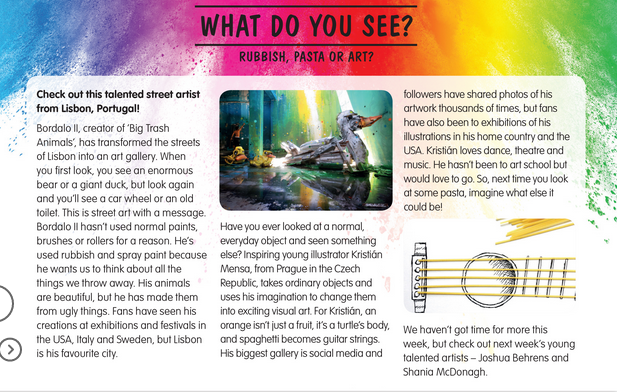 WHAT DO YOU SEE?
RUBBISH, PASTA OR ART?
Check out this talented street artist
from Lisbon, Portugal!
Bordalo II, creator of ‘Big Trash
Animals’, has transformed the streets
of Lisbon into an art gallery. When
you first look, you see an enormous
bear or a giant duck, but look again
and you’ll see a car wheel or an old
toilet. This is street art with a message.
Bordalo II hasn’t used normal paints,
brushes or rollers for a reason. He’s
used rubbish and spray paint because
he wants us to think about all the
things we throw away. His animals
are beautiful, but he has made them
from ugly things. Fans have seen his
creations at exhibitions and festivals in
the USA, Italy and Sweden, but Lisbon
is his favourite city.
Have you ever looked at a normal,
everyday object and seen something
else? Inspiring young illustrator Kristián
Mensa, from Prague in the Czech
Republic, takes ordinary objects and
uses his imagination to change them
into exciting visual art. For Kristián, an
orange isn’t just a fruit, it’s a turtle’s body,
and spaghetti becomes guitar strings.
His biggest gallery is social media and
followers have shared photos of his
artwork thousands of times, but fans
have also been to exhibitions of his
illustrations in his home country and the
USA. Kristián loves dance, theatre and
music. He hasn’t been to art school but
would love to go. So, next time you look
at some pasta, imagine what else it
could be!
We haven’t got time for more this
week, but check out next week’s young
talented artists – Joshua Behrens and
Shania McDonagh.